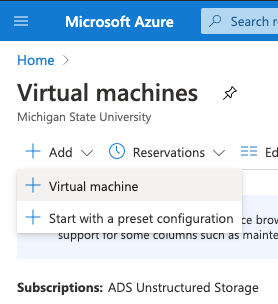 Microsoft Azure
Search re
Home
Virtual machines
Michigan State University
Add
Reservations
Ed
Virtual machine
Start with a preset configuration
ce brow
support for some columns such as mainte
Subscriptions: ADS Unstructured Storage